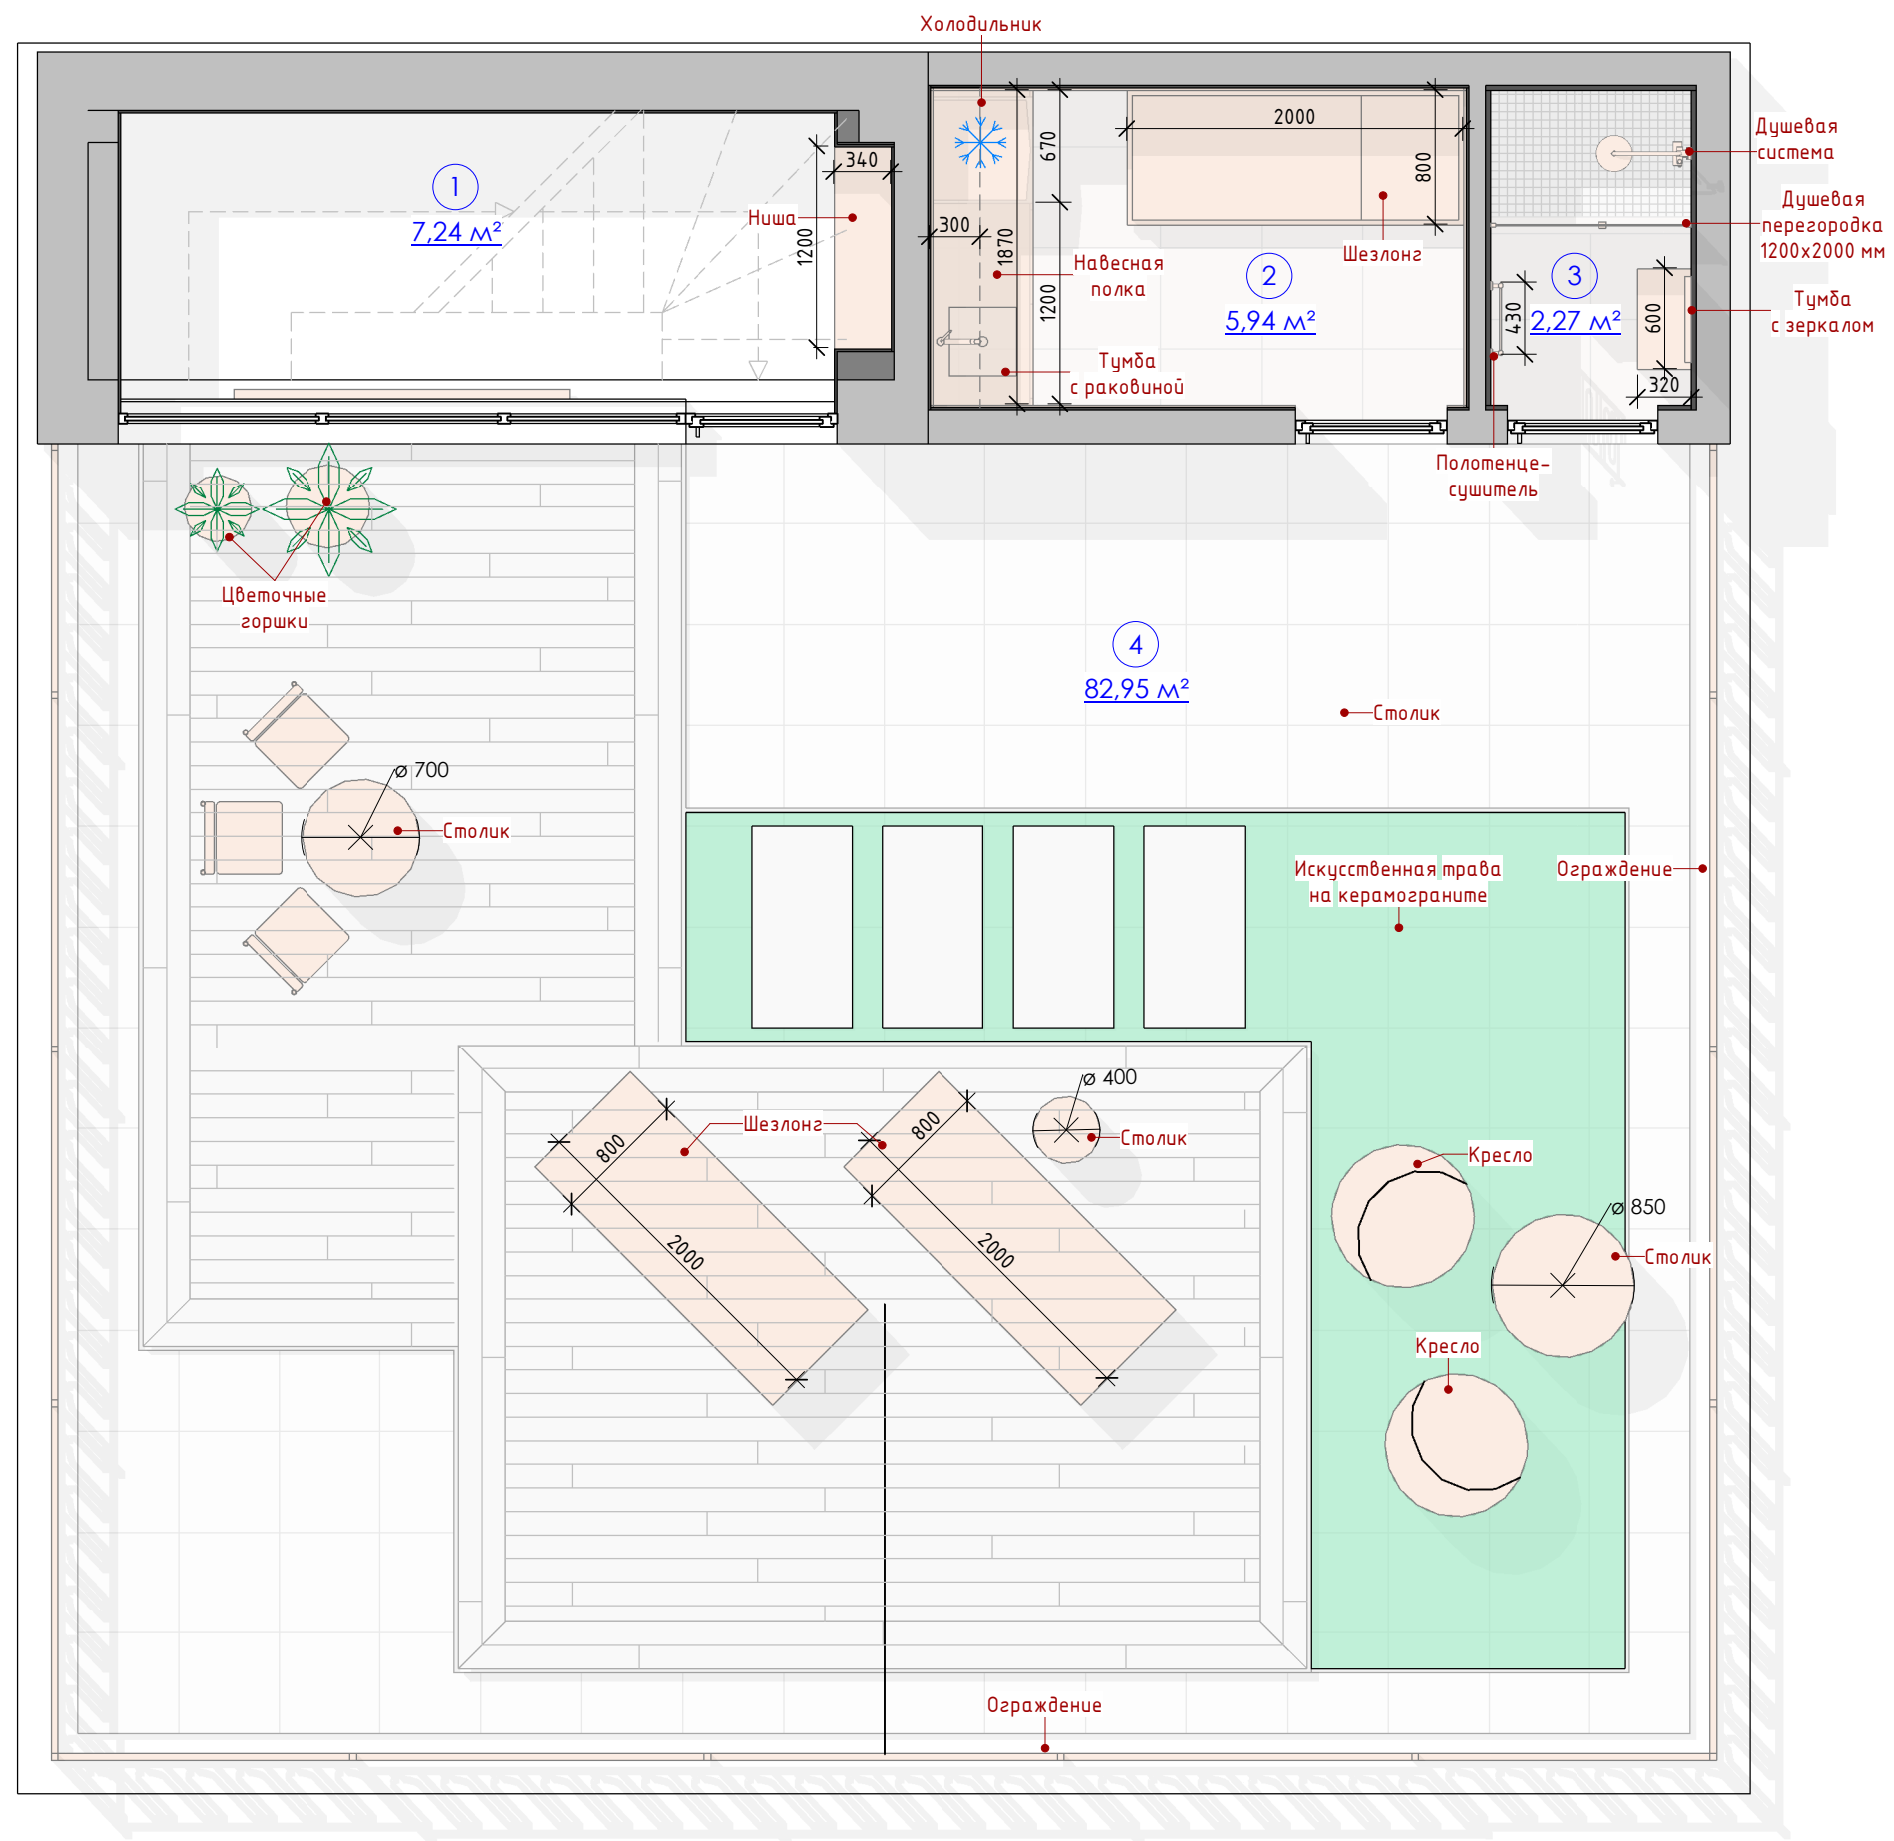 Холодильник
Душевая
система
Душевая
перегородка
1200х2000 мм
Тумба
с зеркалом
1
7,24 м²
Ниша
340
1200
300
1870
670
1200
Навесная
полка
Тумба
с раковиной
2000
800
Шезлонг
2
5,94 м²
3
2,27 м²
430
600
320
Полотенце-
сушитель
Цветочные
горшки
4
82,95 м²
Столик
ø 700
Столик
Искусственная трава
на керамограните
Ограждение
ø 400
Столик
Шезлонг
800
2000
800
2000
Кресло
ø 850
Столик
Кресло
Ограждение